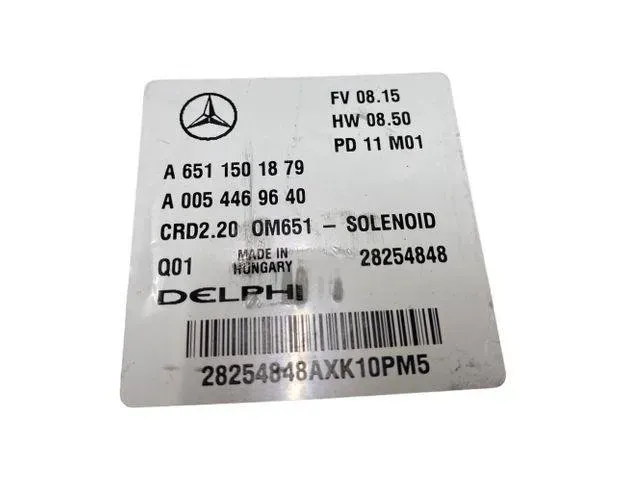 FV 08.15
HW 08.50
PD 11 M01
A 651 150 18 79
A 005 446 96 40
CRD2.20 OM651 – SOLENOID
Q01 MADE IN HUNGARY 28254848
DELPHI
28254848AXK10PM5